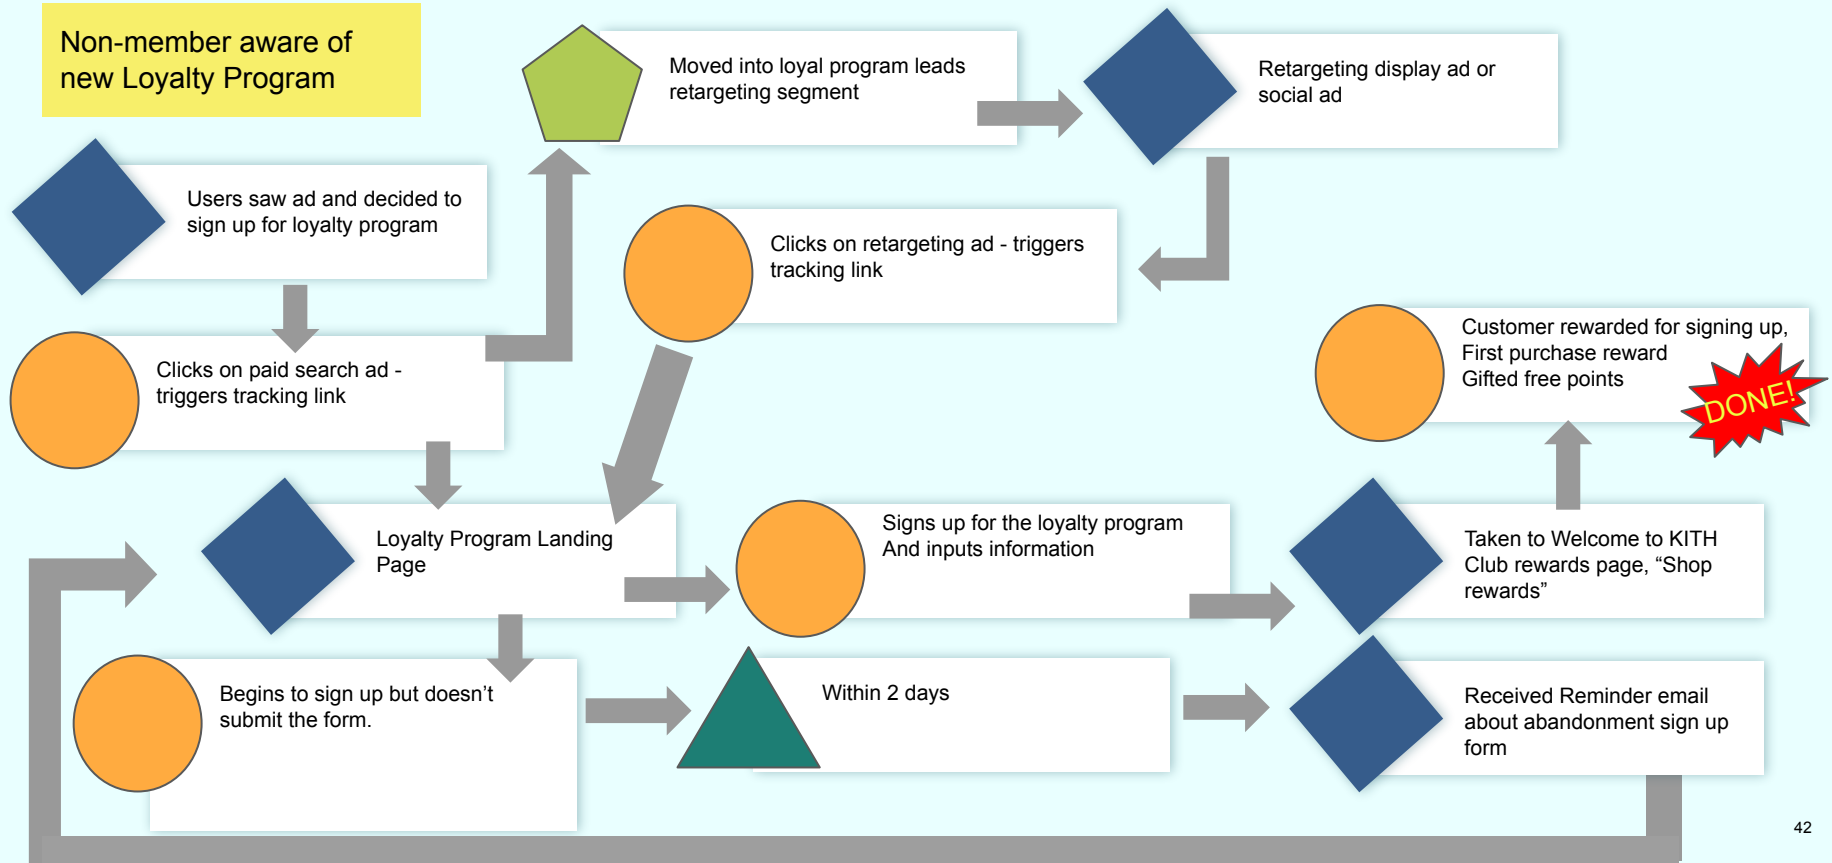 Non-member aware of
new Loyalty Program
Moved into loyal program leads
retargeting segment
Retargeting display ad or
social ad
Users saw ad and decided to
sign up for loyalty program
Clicks on retargeting ad - triggers
tracking link
Clicks on paid search ad -
triggers tracking link
Customer rewarded for signing up,
First purchase reward
Gifted free points
DONE!
Loyalty Program Landing
Page
Signs up for the loyalty program
And inputs information
Taken to Welcome to KITH
Club rewards page, “Shop
rewards”
Begins to sign up but doesn’t
submit the form.
Within 2 days
Received Reminder email
about abandonment sign up
form
42